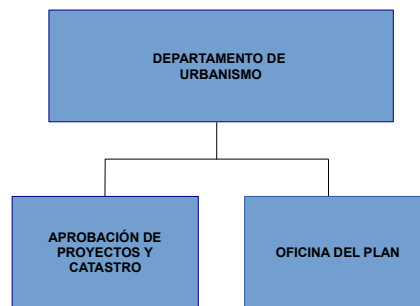 DEPARTAMENTO DE
URBANISMO
APROBACIÓN DE
PROYECTOS Y
CATASTRO
OFICINA DEL PLAN